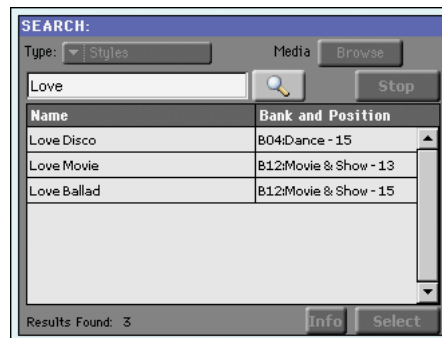 SEARCH:
Type: Styles Media Browse
Love Stop
Name Bank and Position
Love Disco B04:Dance - 15
Love Movie B12:Movie & Show - 13
Love Ballad B12:Movie & Show - 15
Results Found: 3 Info Select